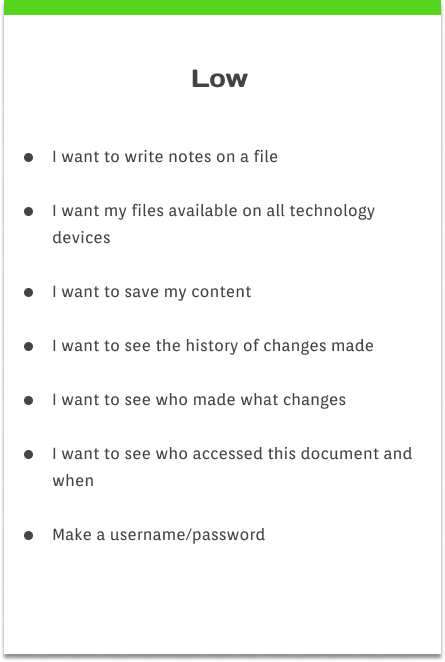 Low
I want to write notes on a file
I want my files available on all technology
devices
I want to save my content
I want to see the history of changes made
I want to see who made what changes
I want to see who accessed this document and
when
Make a username/password